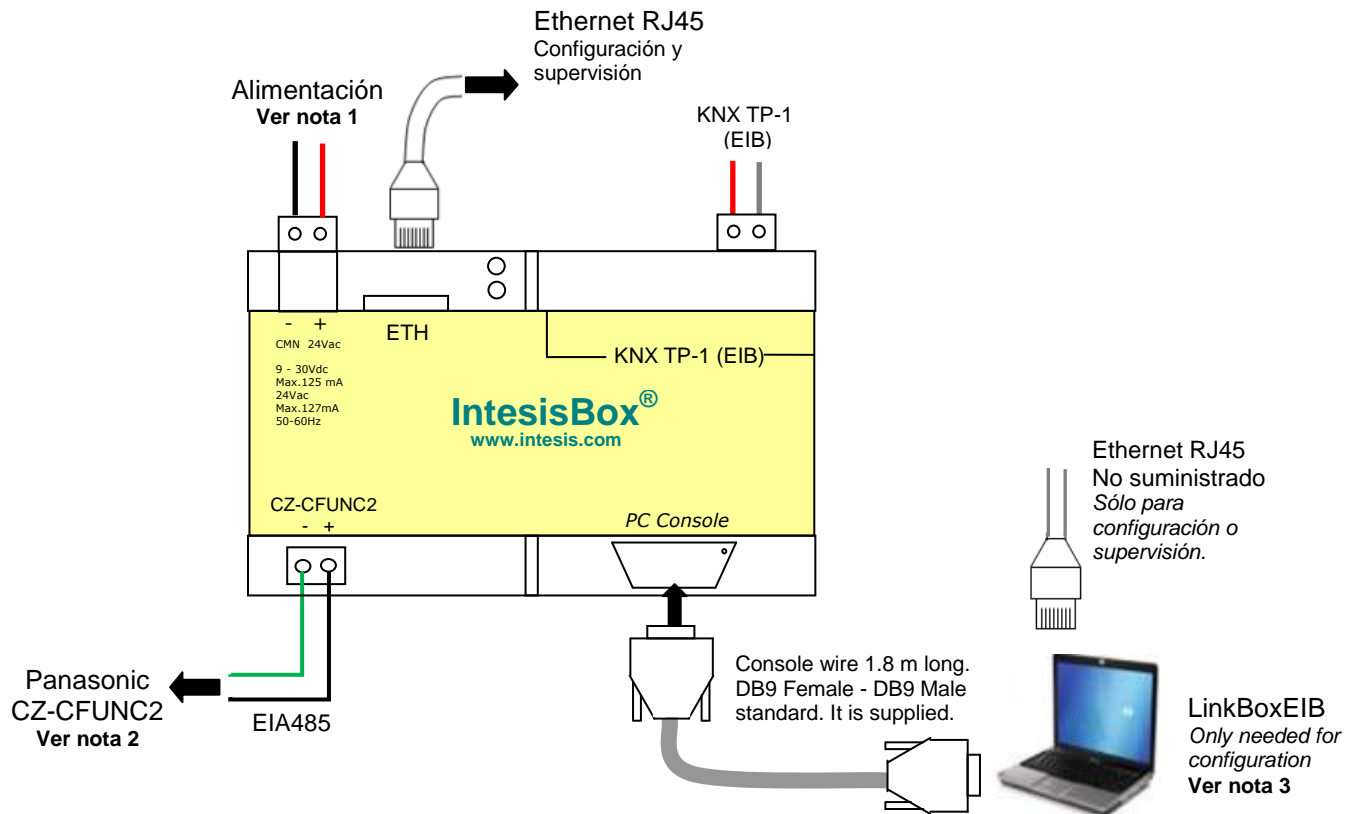 Ethernet RJ45
Configuración y
supervisión
Alimentación
Ver nota 1
KNX TP-1
(EIB)
- +
CMN 24Vac
9 - 30Vdc
Max.125 mA
24Vac
Max.127mA
50-60Hz
ETH
KNX TP-1 (EIB)
IntesisBox®
www.intesis.com
CZ-CFUNC2
- +
PC Console
Ethernet RJ45
No suministrado
Sólo para
configuración o
supervisión.
Panasonic
CZ-CFUNC2
Ver nota 2
EIA485
Console wire 1.8 m long.
DB9 Female - DB9 Male
standard. It is supplied.
LinkBoxEIB
Only needed for
configuration
Ver nota 3